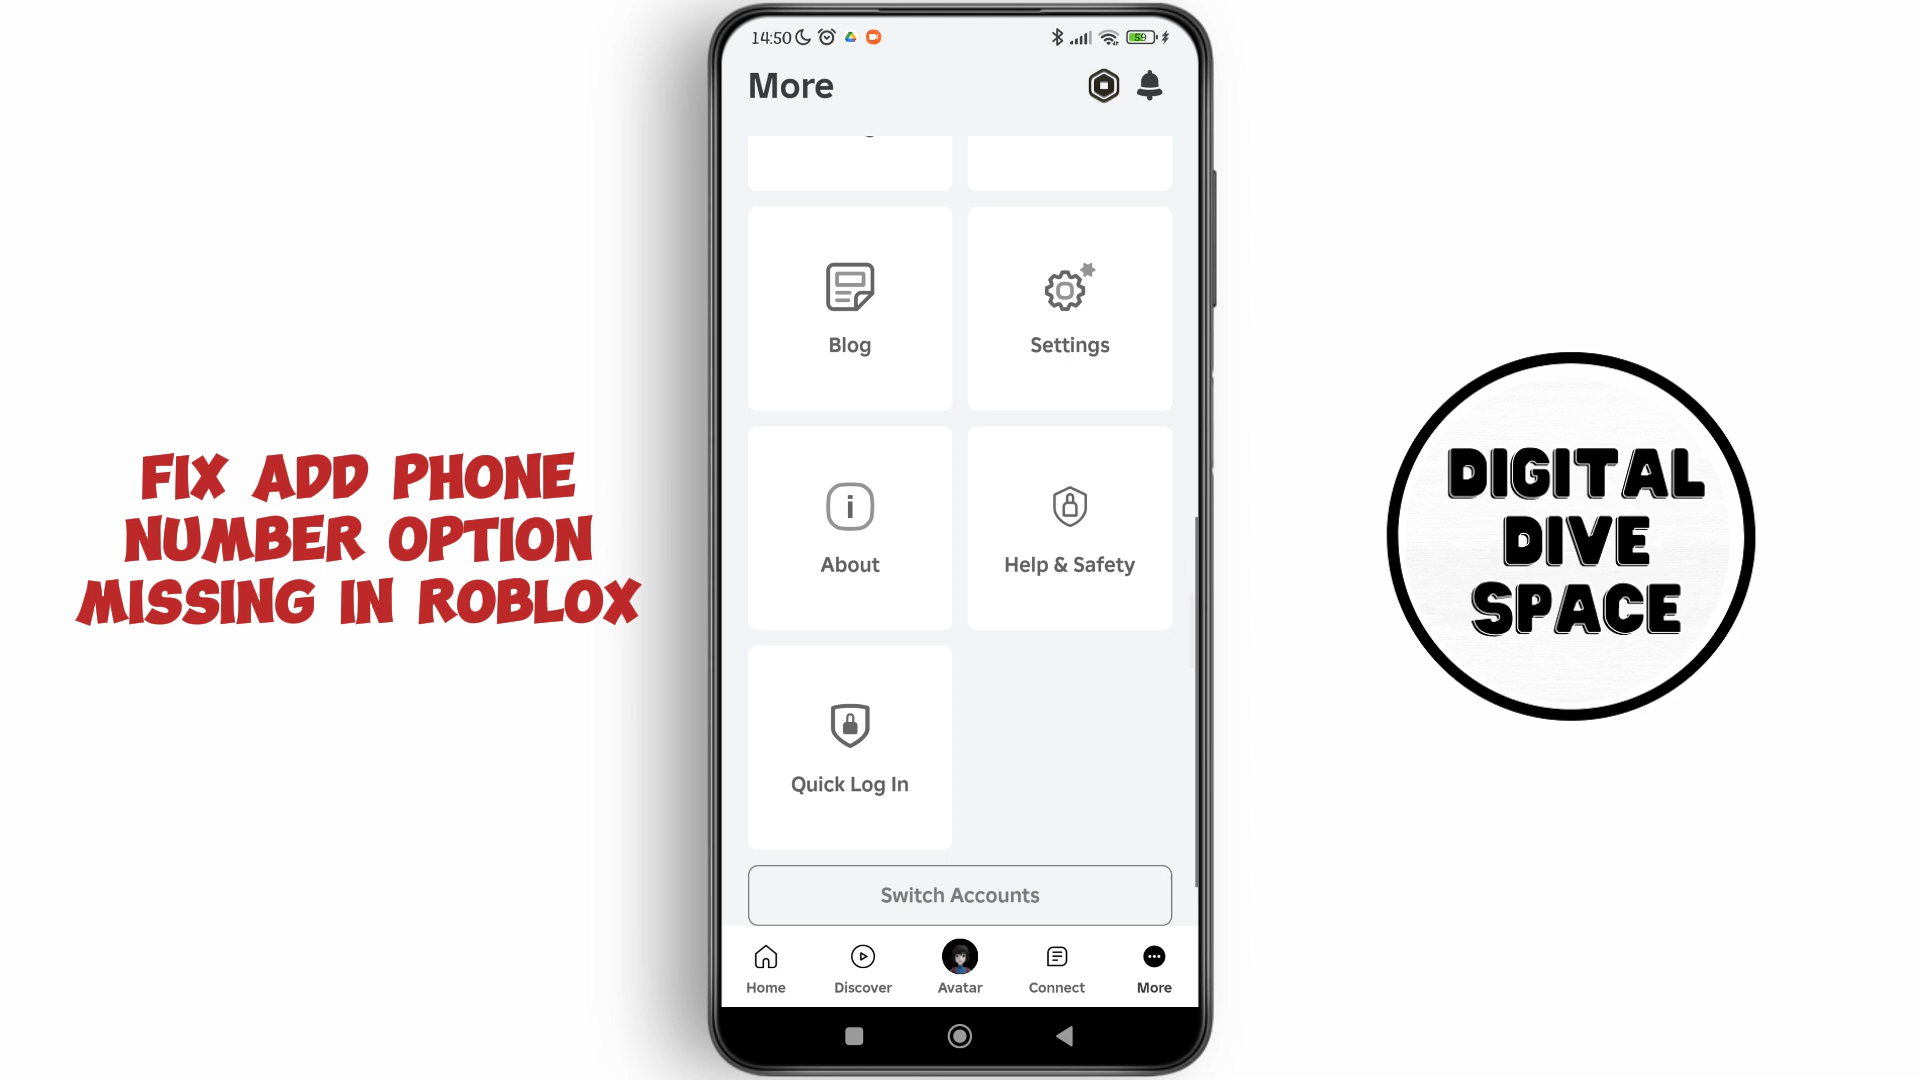 14:50
59
More
Blog
Settings
FIX ADD PHONE
NUMBER OPTION
MISSING IN ROBLOX
About
Help & Safety
Quick Log In
Switch Accounts
Home
Discover
Avatar
Connect
More
DIGITAL
DIVE
SPACE